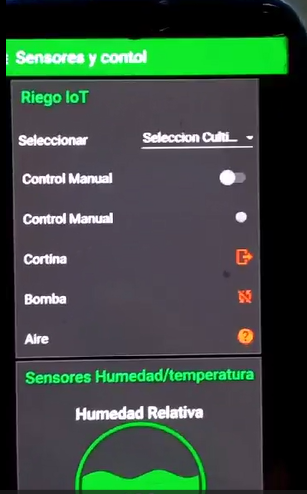 Sensores y contol
Riego IoT
Seleccionar Seleccion Culti...
Control Manual
Control Manual
Cortina
Bomba
Aire ?
Sensores Humedad/temperatura
Humedad Relativa